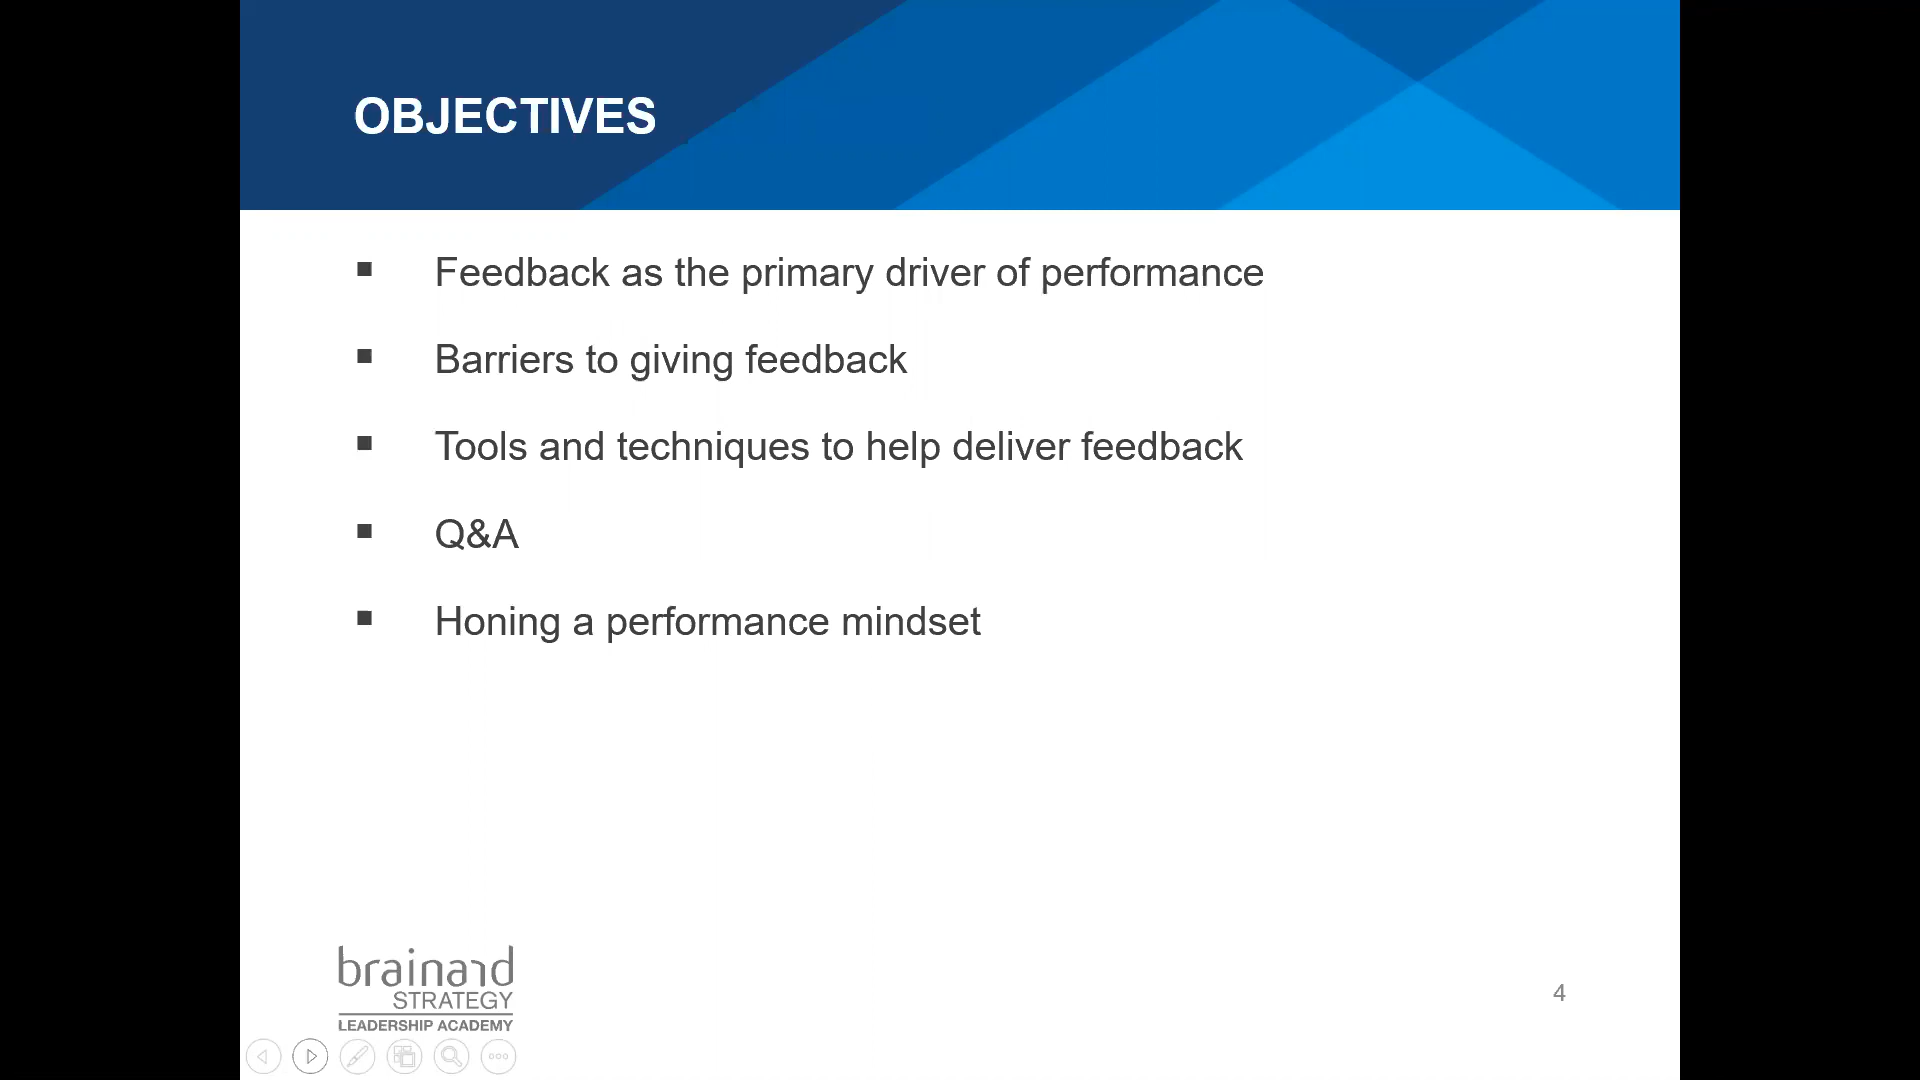 OBJECTIVES
Feedback as the primary driver of performance
Barriers to giving feedback
Tools and techniques to help deliver feedback
Q&A
Honing a performance mindset
brainard
STRATEGY
LEADERSHIP ACADEMY
4